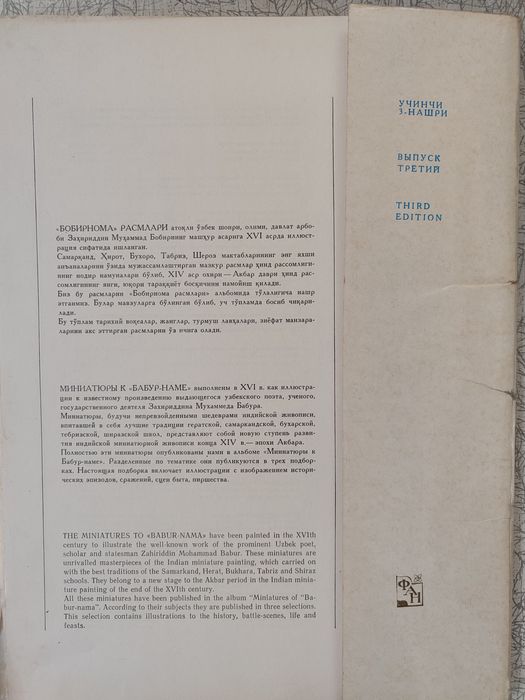 УЧИНЧИ
3-НАШРИ
ВЫПУСК
ТРЕТИЙ
THIRD
EDITION
«БОБИРНОМА» РАСМЛАРИ атоқли ўзбек шоири, олими, давлат арбо-
би Заҳириддин Муҳаммад Бобирнинг машҳур асарига XVI асрда иллюст-
рация сифатида ишланган.
Самарқанд, Ҳирот, Бухоро, Табриз, Шероз мактабларининг энг яхши
анъаналарини ўзида мужассамлаштирган мазкур расмлар ҳинд рассомлиги-
нинг нодир намуналари бўлиб, XIV аср охири — Акбар даври ҳинд рас-
сомлигининг янги, юқори тараққиёт босқичини намойиш қилади.
Биз бу расмларни «Бобирнома расмлари» альбомида тўлалигича нашр
этганмиз. Булар мавзуларга бўлинган бўлиб, уч тўпламда босиб чиқари-
лади.
Бу тўплам тарихий воқеалар, жанглар, турмуш лавҳалари, зиёфат манзара-
ларини акс эттирган расмларни ўз ичига олади.
МИНИАТЮРЫ К «БАБУР-НАМЕ» выполнены в XVI в. как иллюстра-
ции к известному произведению выдающегося узбекского поэта, ученого,
государственного деятеля Захириддина Мухаммеда Бабура.
Миниатюры, будучи непревзойденными шедеврами индийской живописи,
впитавшей в себя лучшие традиции гератской, самаркандской, бухарской,
тебризской, ширазской школ, представляют собой новую ступень разви-
тия индийской миниатюрной живописи конца XIV в.— эпохи Акбара.
Полностью эти миниатюры опубликованы нами в альбоме «Миниатюры к
Бабур-наме». Разделенные по тематике они публикуются в трех подбор-
ках. Настоящая подборка включает иллюстрации с изображением истори-
ческих эпизодов, сражений, сцен быта, пиршества.
THE MINIATURES TO «BABUR-NAMA» have been painted in the XVIth
century to illustrate the well-known work of the prominent Uzbek poet,
scholar and statesman Zahiriddin Mohammad Babur. These miniatures are
unrivalled masterpieces of the Indian miniature painting, which carried on
with the best traditions of the Samarkand, Herat, Bukhara, Tabriz and Shiraz
schools. They belong to a new stage to the Akbar period in the Indian minia-
ture painting of the end of the XVIth century.
All these miniatures have been published in the album "Miniatures of "Ba-
bur-nama". According to their subjects they are published in three selections.
This selection contains illustrations to the history, battle-scenes, life and
feasts.
ФАН